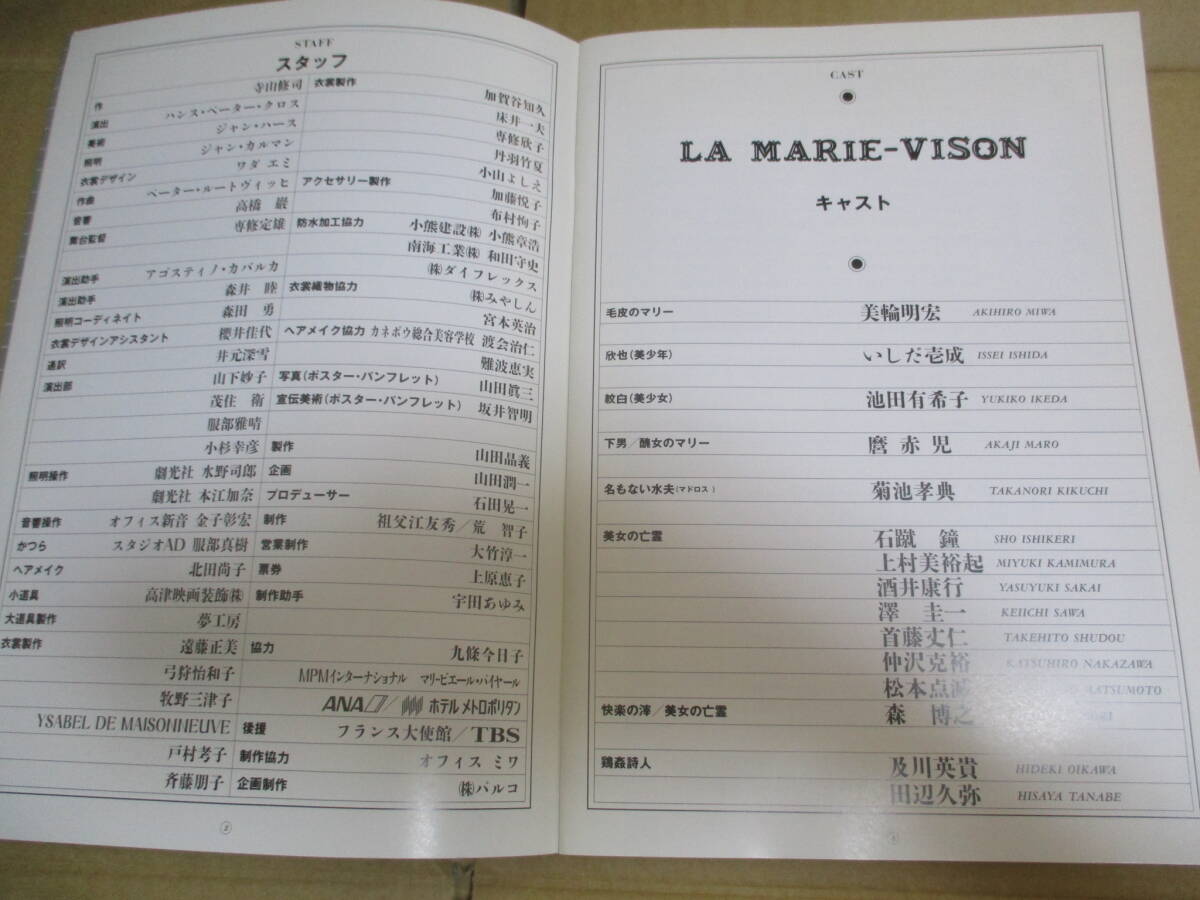 STAFF
スタッフ
作 寺山修司
演出 ハンス・ペーター・クロス
美術 ジャン・ハース
照明 ジャン・カルマン
衣裳デザイン ワダ エミ
作曲 ペーター・ルートヴィッヒ
音響 高橋 巖
舞台監督 専修定雄
演出助手 アゴスティノ・カバルカ
演出助手 森井 睦
照明コーディネイト 森田 勇
衣裳デザインアシスタント 櫻井佳代
通訳 井元深雪
演出部 山下妙子
茂住 衛
服部雅晴
小杉幸彦
照明操作 劇光社 水野司郎
劇光社 本江加奈
音響操作 オフィス新音 金子彰宏
かつら スタジオAD 服部真樹
ヘアメイク 北田尚子
小道具 高津映画装飾㈱
大道具製作 夢工房
衣裳製作 遠藤正美
弓狩怡和子
牧野三津子
YSABEL DE MAISONNEUVE
戸村考子
斉藤朋子
衣裳製作 加賀谷知久
床井一夫
専修欣子
丹羽竹夏
小山よしえ
アクセサリー製作 加藤悦子
布村恂子
防水加工協力 小熊建設㈱ 小熊章浩
南海工業㈱ 和田守史
㈱ダイフレックス
衣裳織物協力 ㈱みやしん
宮本英治
ヘアメイク協力 カネボウ総合美容学校 渡会治仁
難波恵実
写真(ポスター・パンフレット) 山田眞三
宣伝美術(ポスター・パンフレット) 坂井智明
製作 山田晶義
企画 山田潤一
プロデューサー 石田晃一
制作 祖父江友秀/荒 智子
営業制作 大竹淳一
票券 上原恵子
制作助手 宇田あゆみ
協力 九條今日子
MPMインターナショナル マリーピエール・バイヤール
ANA/ホテル メトロポリタン
後援 フランス大使館/TBS
制作協力 オフィス ミワ
企画制作 ㈱パルコ
2
CAST
LA MARIE-VISON
キャスト
毛皮のマリー 美輪明宏 AKIHIRO MIWA
欣也(美少年) いしだ壱成 ISSEI ISHIDA
紋白(美少女) 池田有希子 YUKIKO IKEDA
下男/醜女のマリー 麿 赤 児 AKAJI MARO
名もない水夫(マドロス) 菊池孝典 TAKANORI KIKUCHI
美女の亡霊 石蹴 鐘 SHO ISHIKERI
上村美裕起 MIYUKI KAMIMURA
酒井康行 YASUYUKI SAKAI
澤 圭一 KEIICHI SAWA
首藤丈仁 TAKEHITO SHUDOU
仲沢克裕 KATSUHIRO NAKAZAWA
松本点滅 MATSUMOTO
快楽の滓/美女の亡霊 森 博之
鶏姦詩人 及川英貴 HIDEKI OIKAWA
田辺久弥 HISAYA TANABE